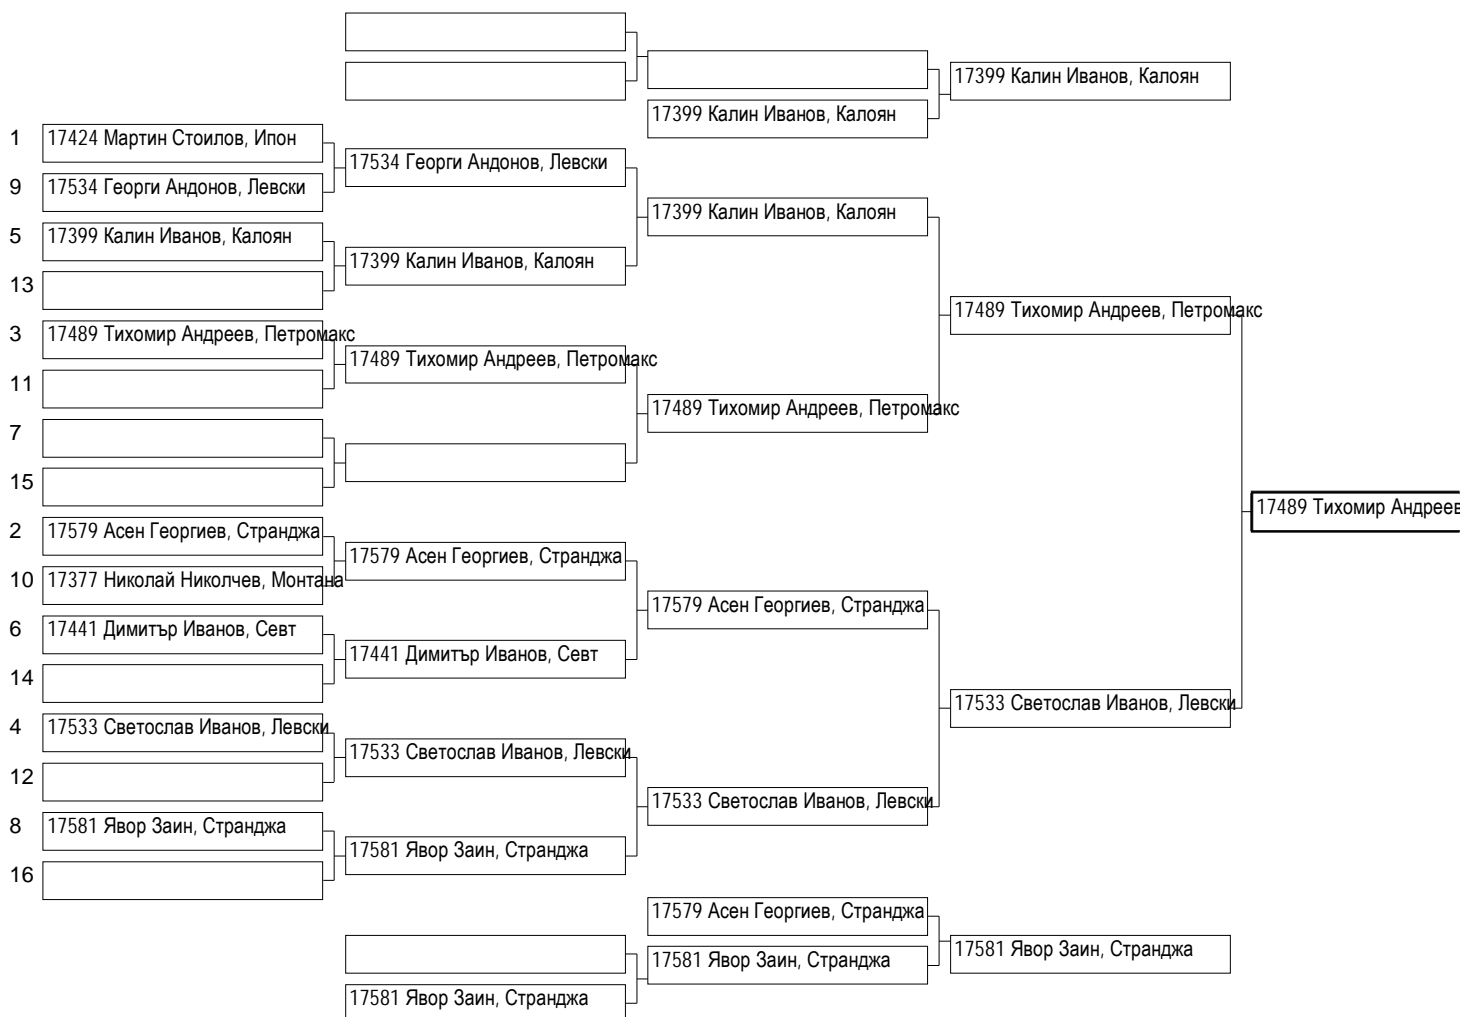 17399 Калин Иванов, Калоян
17399 Калин Иванов, Калоян
1 17424 Мартин Стоилов, Ипон
17534 Георги Андонов, Левски
9 17534 Георги Андонов, Левски
17399 Калин Иванов, Калоян
5 17399 Калин Иванов, Калоян
17399 Калин Иванов, Калоян
13
17489 Тихомир Андреев, Петромакс
3 17489 Тихомир Андреев, Петромакс
17489 Тихомир Андреев, Петромакс
11
17489 Тихомир Андреев, Петромакс
7
15
17489 Тихомир Андреев
2 17579 Асен Георгиев, Странджа
17579 Асен Георгиев, Странджа
10 17377 Николай Николчев, Монтана
17579 Асен Георгиев, Странджа
6 17441 Димитър Иванов, Севт
17441 Димитър Иванов, Севт
14
17533 Светослав Иванов, Левски
4 17533 Светослав Иванов, Левски
17533 Светослав Иванов, Левски
12
17533 Светослав Иванов, Левски
8 17581 Явор Заин, Странджа
17581 Явор Заин, Странджа
16
17579 Асен Георгиев, Странджа
17581 Явор Заин, Странджа
17581 Явор Заин, Странджа
17581 Явор Заин, Странджа